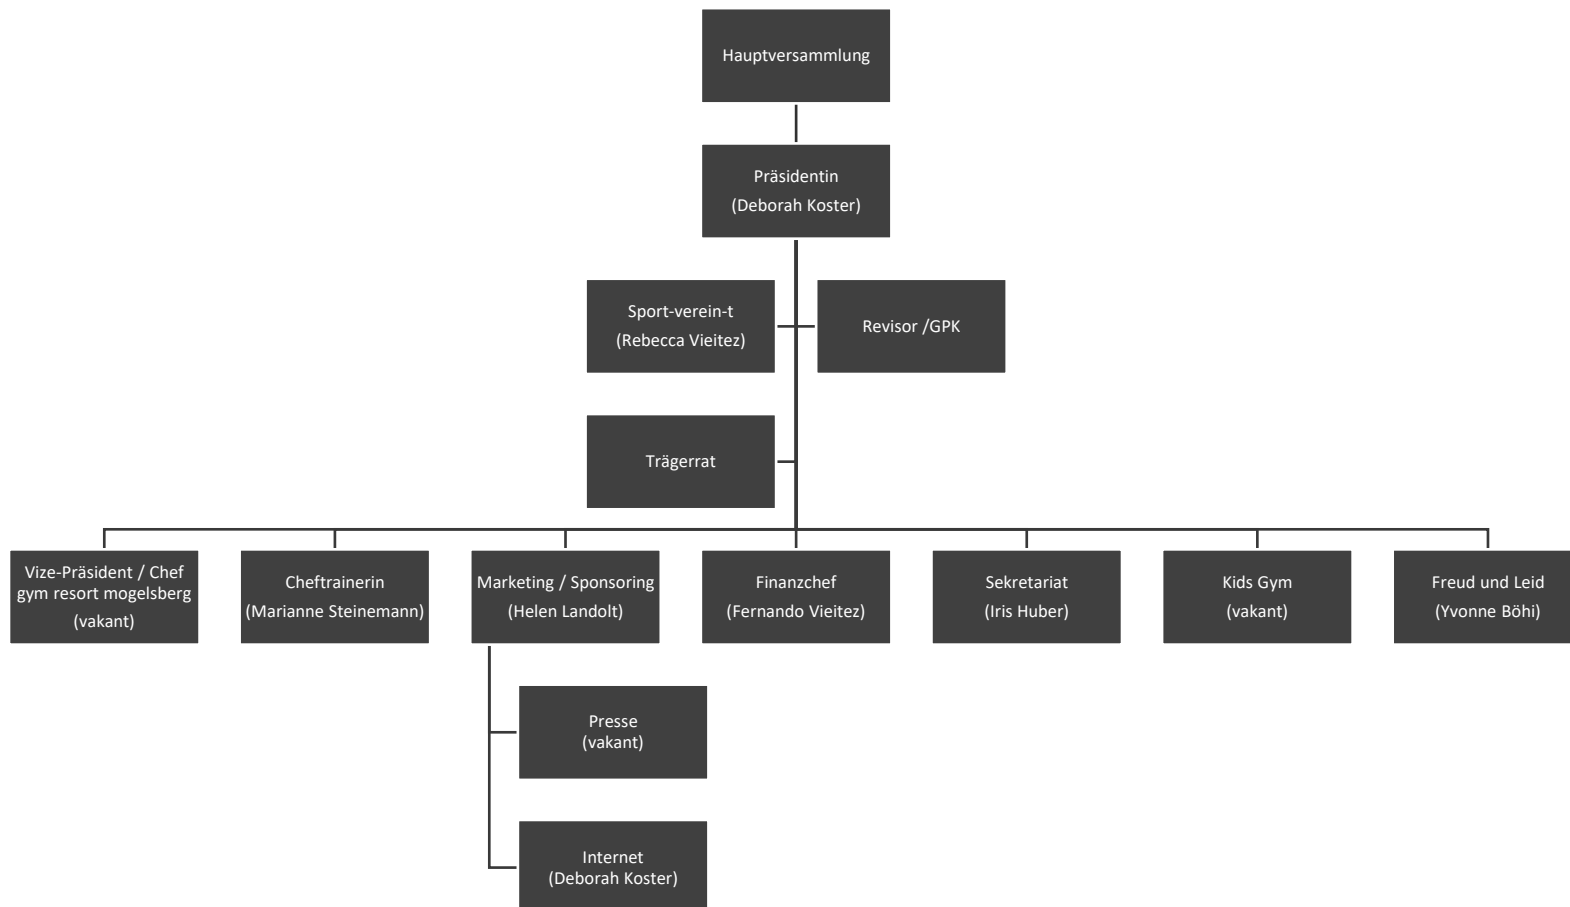 Hauptversammlung
Präsidentin
(Deborah Koster)
Sport-verein-t
(Rebecca Vieitez)
Revisor /GPK
Trägerrat
Vize-Präsident / Chef
gym resort mogelsberg
(vakant)
Cheftrainerin
(Marianne Steinemann)
Marketing / Sponsoring
(Helen Landolt)
Finanzchef
(Fernando Vieitez)
Sekretariat
(Iris Huber)
Kids Gym
(vakant)
Freud und Leid
(Yvonne Böhi)
Presse
(vakant)
Internet
(Deborah Koster)